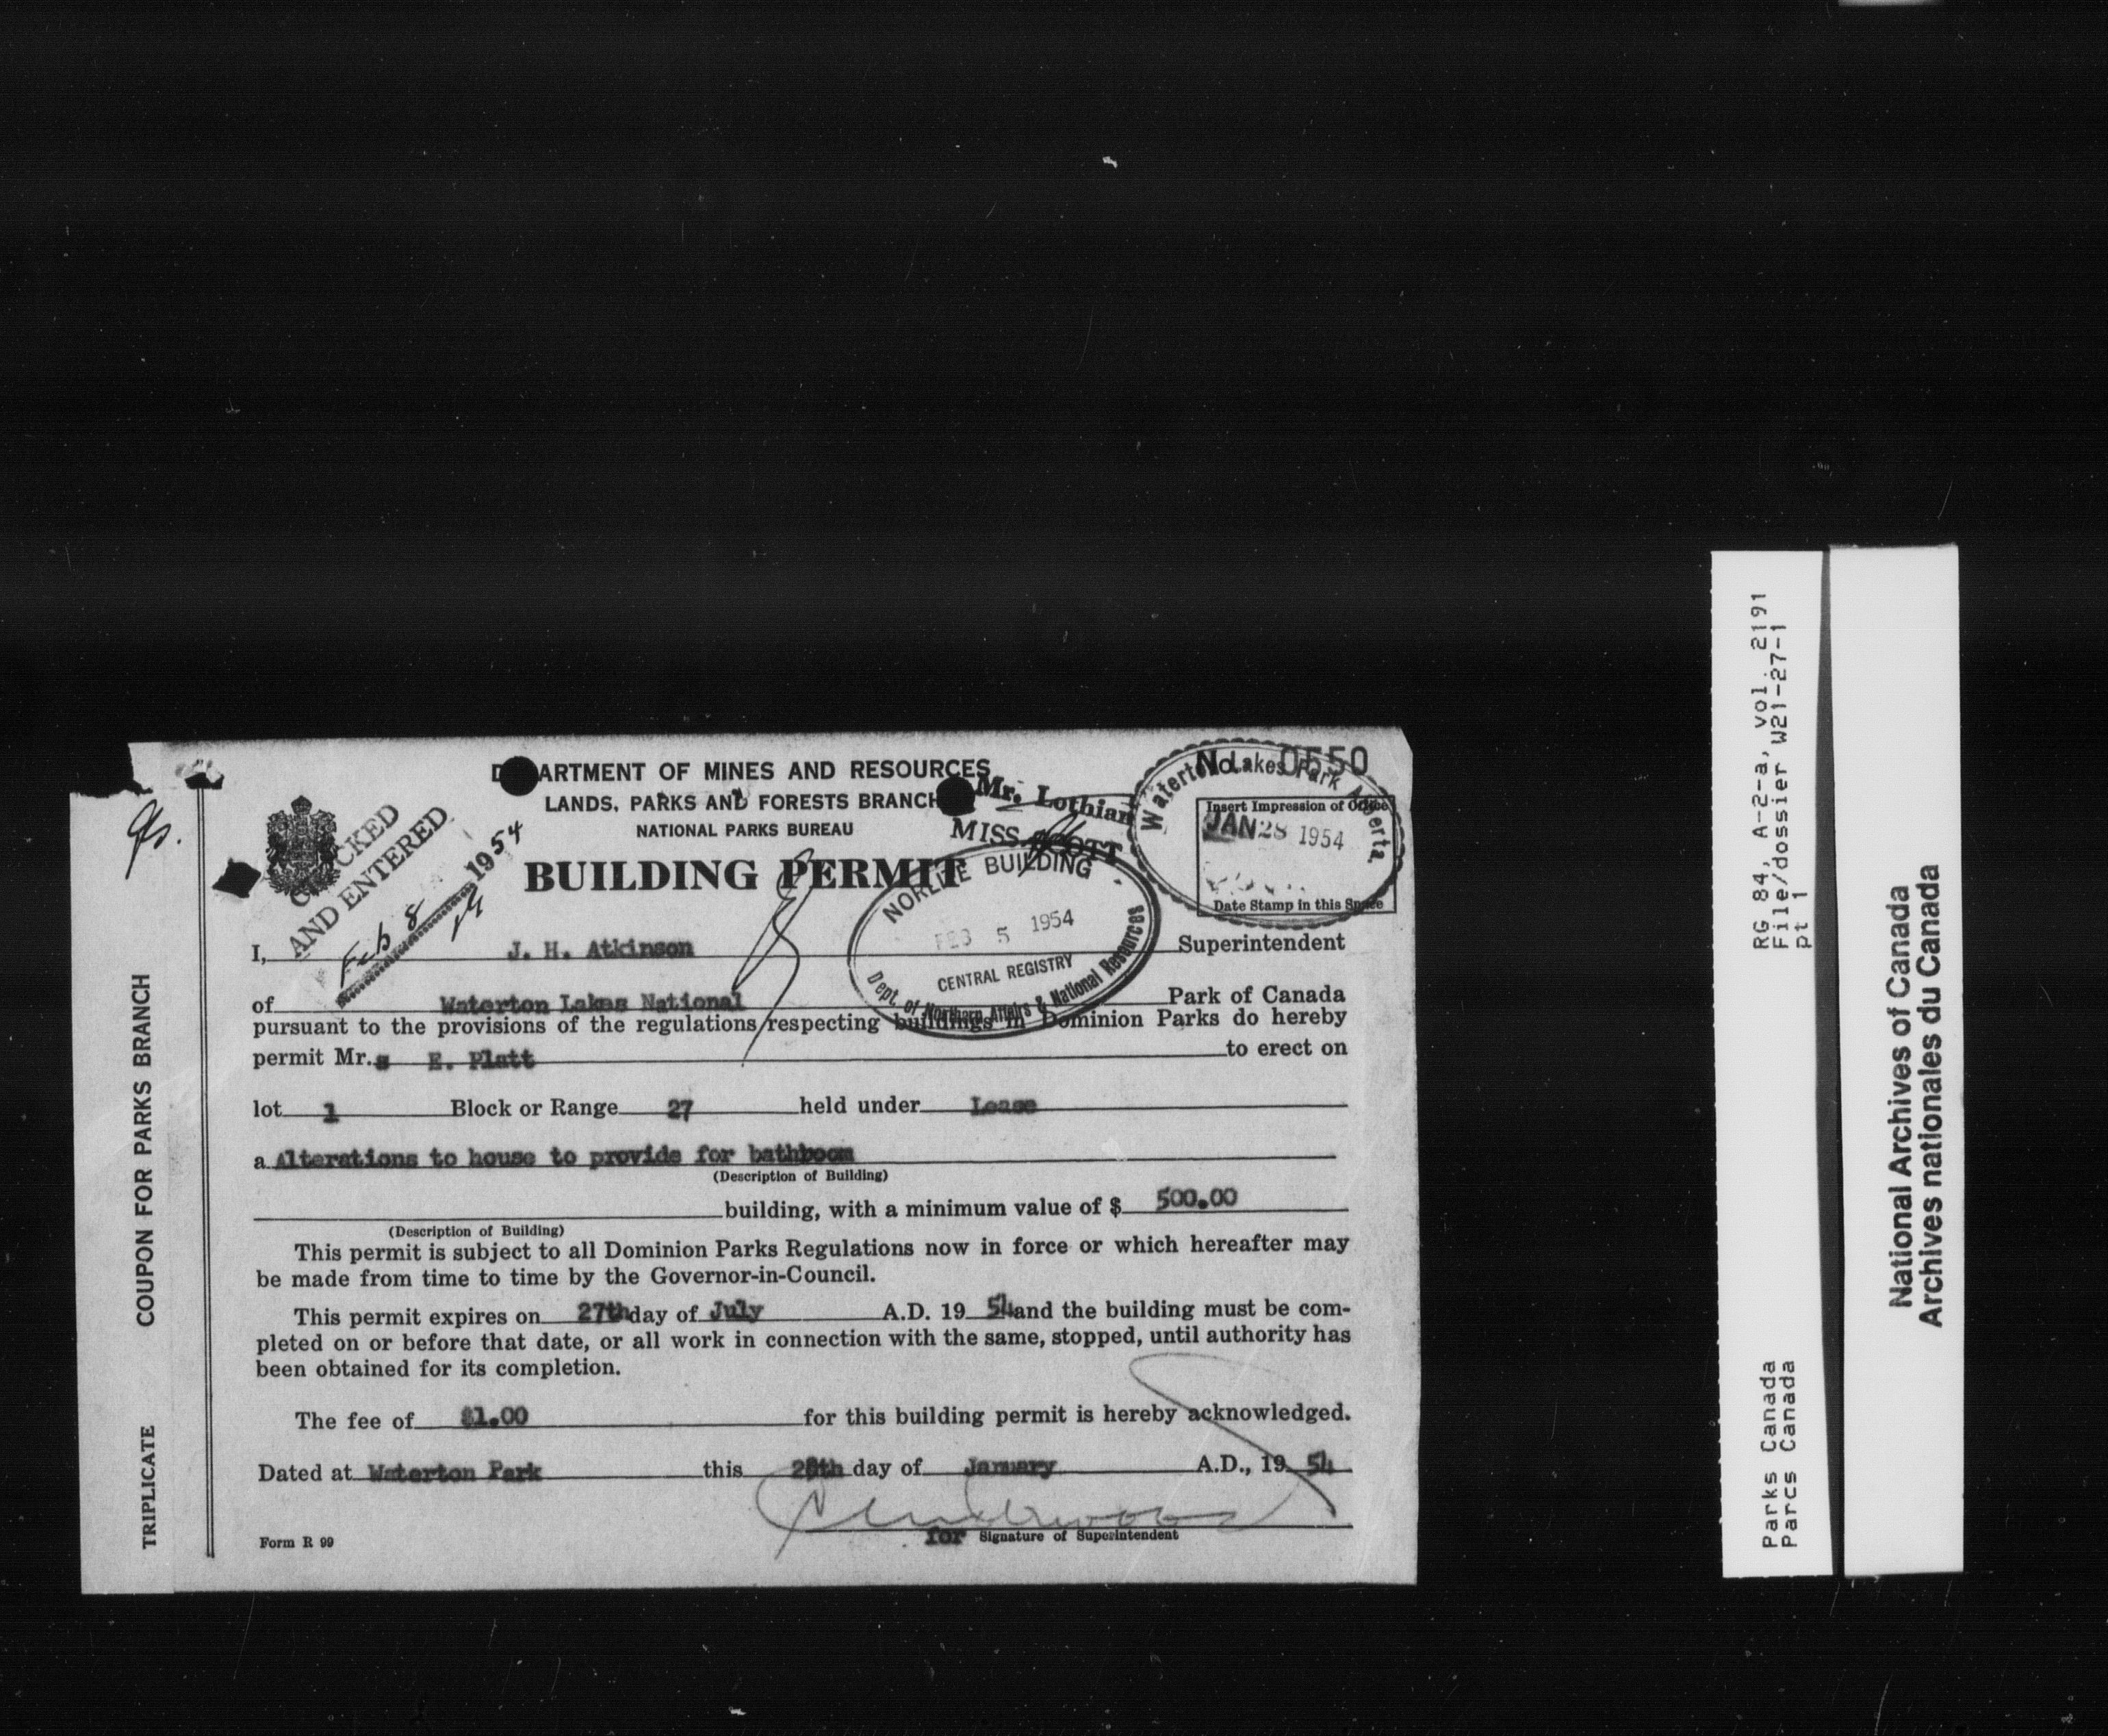 DEPARTMENT OF MINES AND RESOURCES
LANDS, PARKS AND FORESTS BRANCH
NATIONAL PARKS BUREAU
BUILDING PERMIT
No. 0550
Waterton Lakes Park Alberta
Insert Impression of Office
JAN 28 1954
Date Stamp in this Space
Mr. Lothian
MISS SCOTT
CHECKED
AND ENTERED
Feb 8 1954
NORLITE BUILDING
FEB 5 1954
CENTRAL REGISTRY
Dept. of Northern Affairs & National Resources
I, J. H. Atkinson Superintendent
of Waterton Lakes National Park of Canada
pursuant to the provisions of the regulations respecting buildings in Dominion Parks do hereby
permit Mr.s E. Platt to erect on
lot 1 Block or Range 27 held under Lease
a Alterations to house to provide for bathroom
(Description of Building)
building, with a minimum value of $ 500.00
(Description of Building)
This permit is subject to all Dominion Parks Regulations now in force or which hereafter may
be made from time to time by the Governor-in-Council.
This permit expires on 27th day of July A.D. 19 54 and the building must be com-
pleted on or before that date, or all work in connection with the same, stopped, until authority has
been obtained for its completion.
The fee of $1.00 for this building permit is hereby acknowledged.
Dated at Waterton Park this 28th day of January A.D., 19 54
for Signature of Superintendent
Form R 99
TRIPLICATE COUPON FOR PARKS BRANCH
RG 84, A-2-a, vol. 2191
File/dossier W21-27-1
pt 1
Parks Canada
Parcs Canada
National Archives of Canada
Archives nationales du Canada